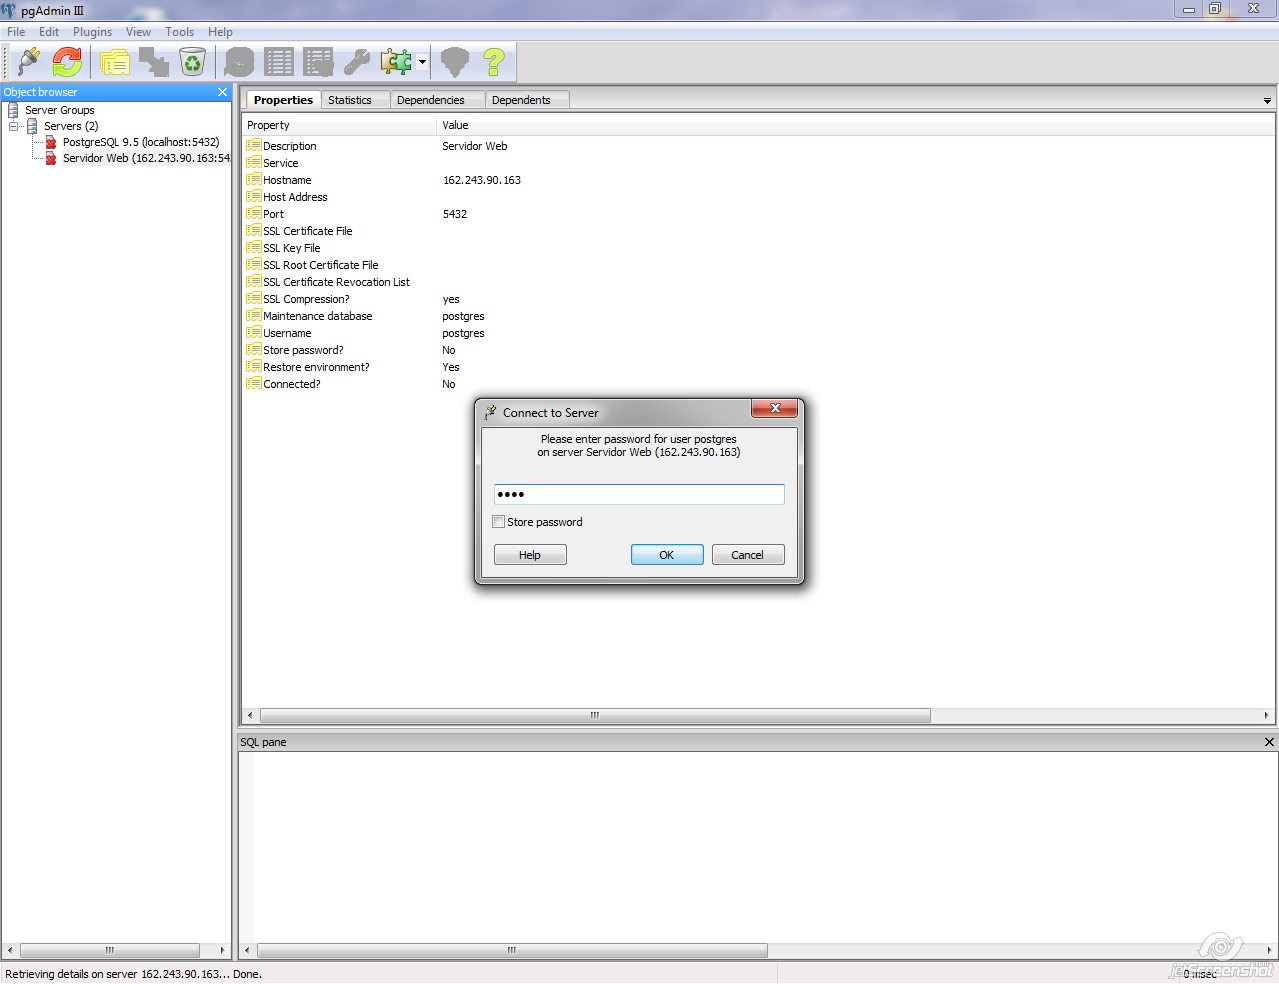 pgAdmin III
File Edit Plugins View Tools Help
Object browser
Server Groups
Servers (2)
PostgreSQL 9.5 (localhost:5432)
Servidor Web (162.243.90.163:54
Properties Statistics Dependencies Dependents
Property Value
Description Servidor Web
Service
Hostname 162.243.90.163
Host Address
Port 5432
SSL Certificate File
SSL Key File
SSL Root Certificate File
SSL Certificate Revocation List
SSL Compression? yes
Maintenance database postgres
Username postgres
Store password? No
Restore environment? Yes
Connected? No
Connect to Server
Please enter password for user postgres
on server Servidor Web (162.243.90.163)
Store password
Help OK Cancel
SQL pane
Retrieving details on server 162.243.90.163... Done.
0 msec
jetScreenshot